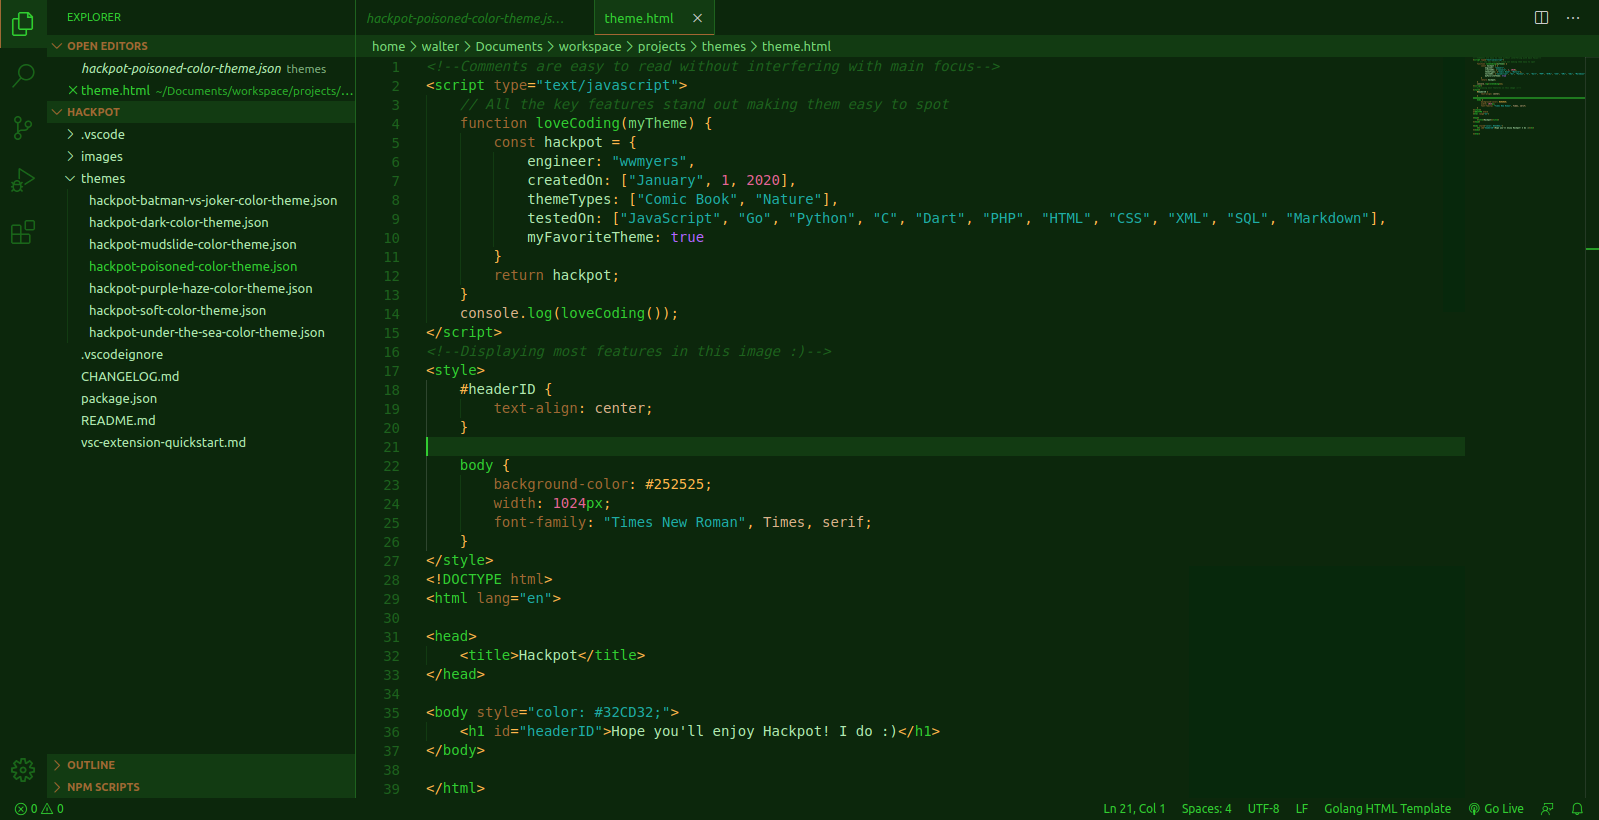 EXPLORER
OPEN EDITORS
hackpot-poisoned-color-theme.json themes
theme.html ~/Documents/workspace/projects/...
HACKPOT
.vscode
images
themes
hackpot-batman-vs-joker-color-theme.json
hackpot-dark-color-theme.json
hackpot-mudslide-color-theme.json
hackpot-poisoned-color-theme.json
hackpot-purple-haze-color-theme.json
hackpot-soft-color-theme.json
hackpot-under-the-sea-color-theme.json
.vscodeignore
CHANGELOG.md
package.json
README.md
vsc-extension-quickstart.md
OUTLINE
NPM SCRIPTS
hackpot-poisoned-color-theme.js...
theme.html
home > walter > Documents > workspace > projects > themes > theme.html
1 <!--Comments are easy to read without interfering with main focus-->
2 <script type="text/javascript">
3 // All the key features stand out making them easy to spot
4 function loveCoding(myTheme) {
5 const hackpot = {
6 engineer: "wwmyers",
7 createdOn: ["January", 1, 2020],
8 themeTypes: ["Comic Book", "Nature"],
9 testedOn: ["JavaScript", "Go", "Python", "C", "Dart", "PHP", "HTML", "CSS", "XML", "SQL", "Markdown"],
10 myFavoriteTheme: true
11 }
12 return hackpot;
13 }
14 console.log(loveCoding());
15 </script>
16 <!--Displaying most features in this image :)-->
17 <style>
18 #headerID {
19 text-align: center;
20 }
21
22 body {
23 background-color: #252525;
24 width: 1024px;
25 font-family: "Times New Roman", Times, serif;
26 }
27 </style>
28 <!DOCTYPE html>
29 <html lang="en">
30
31 <head>
32 <title>Hackpot</title>
33 </head>
34
35 <body style="color: #32CD32;">
36 <h1 id="headerID">Hope you'll enjoy Hackpot! I do :)</h1>
37 </body>
38
39 </html>
0 0
Ln 21, Col 1 Spaces: 4 UTF-8 LF Golang HTML Template Go Live